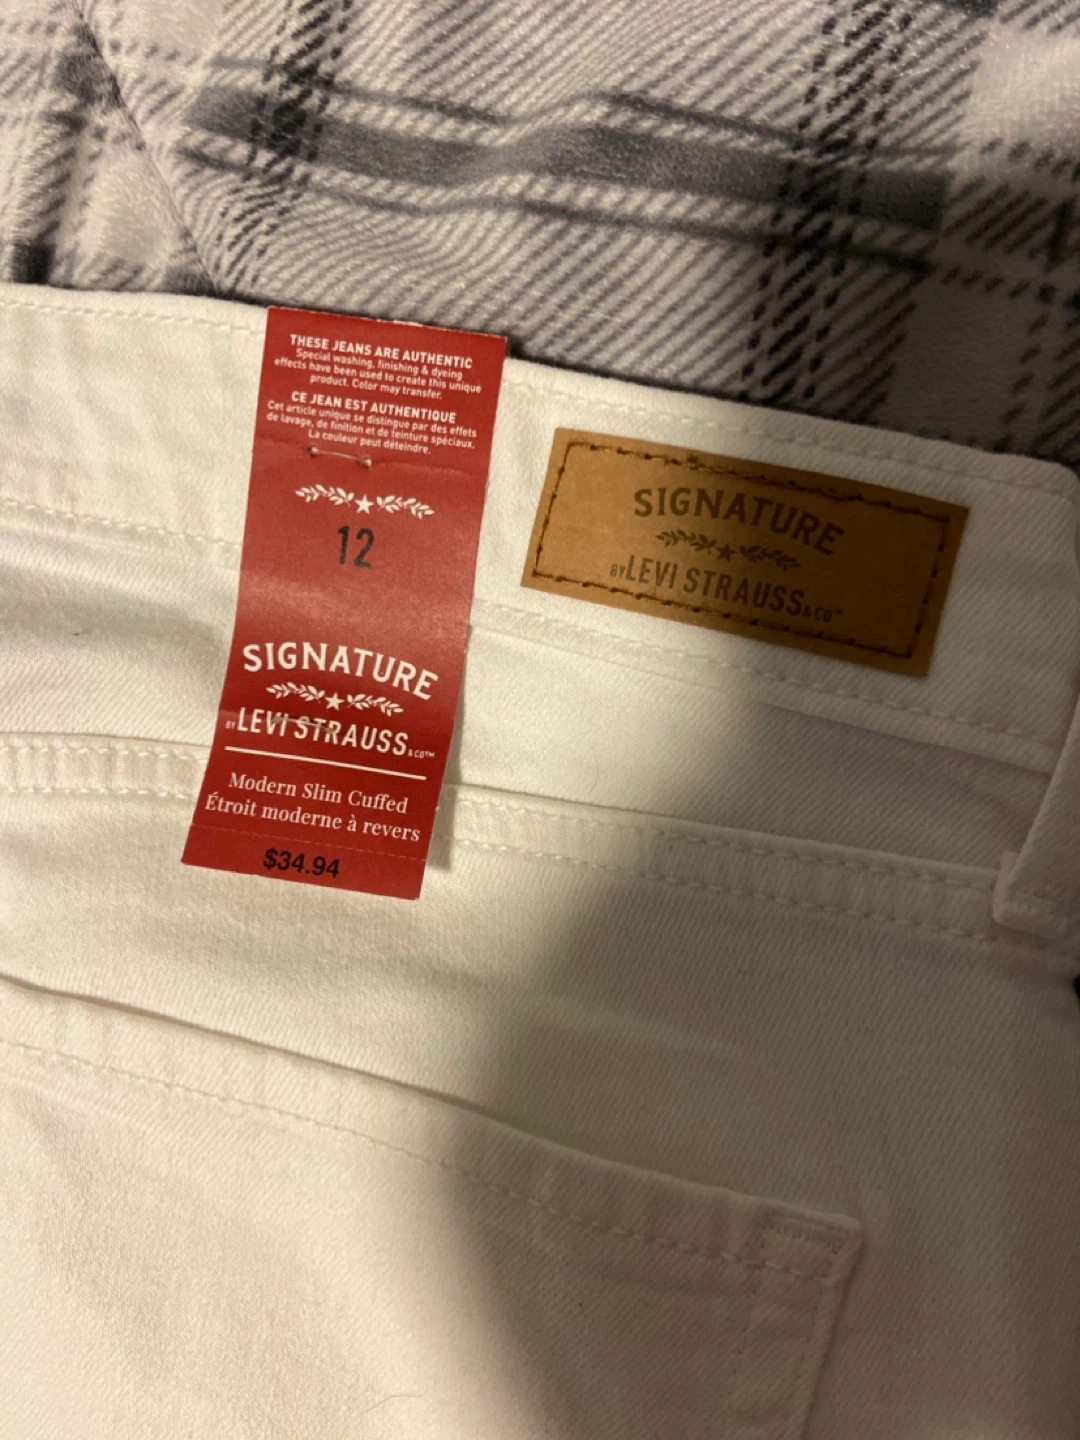 THESE JEANS ARE AUTHENTIC
Special washing, finishing & dyeing
effects have been used to create this unique
product. Color may transfer.
CE JEAN EST AUTHENTIQUE
Cet article unique se distingue par des effets
de lavage, de finition et de teinture spéciaux.
La couleur peut déteindre.
12
SIGNATURE
BY LEVI STRAUSS & CO™
Modern Slim Cuffed
Étroit moderne à revers
$34.94
SIGNATURE
BY LEVI STRAUSS & CO™